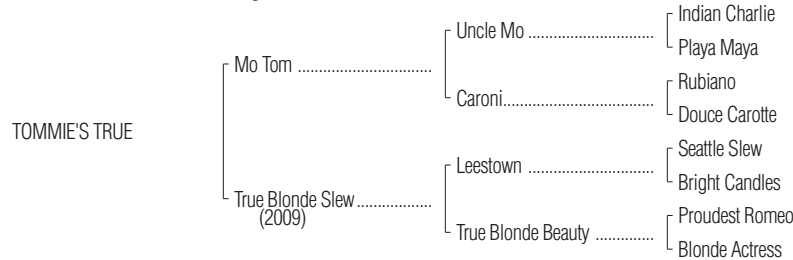 Indian Charlie
Uncle Mo ..............................
Playa Maya
Mo Tom ................................
Rubiano
Caroni.....................................
Douce Carotte
TOMMIE'S TRUE
Seattle Slew
Leestown ..............................
Bright Candles
True Blonde Slew..................
(2009)
Proudest Romeo
True Blonde Beauty ..............
Blonde Actress